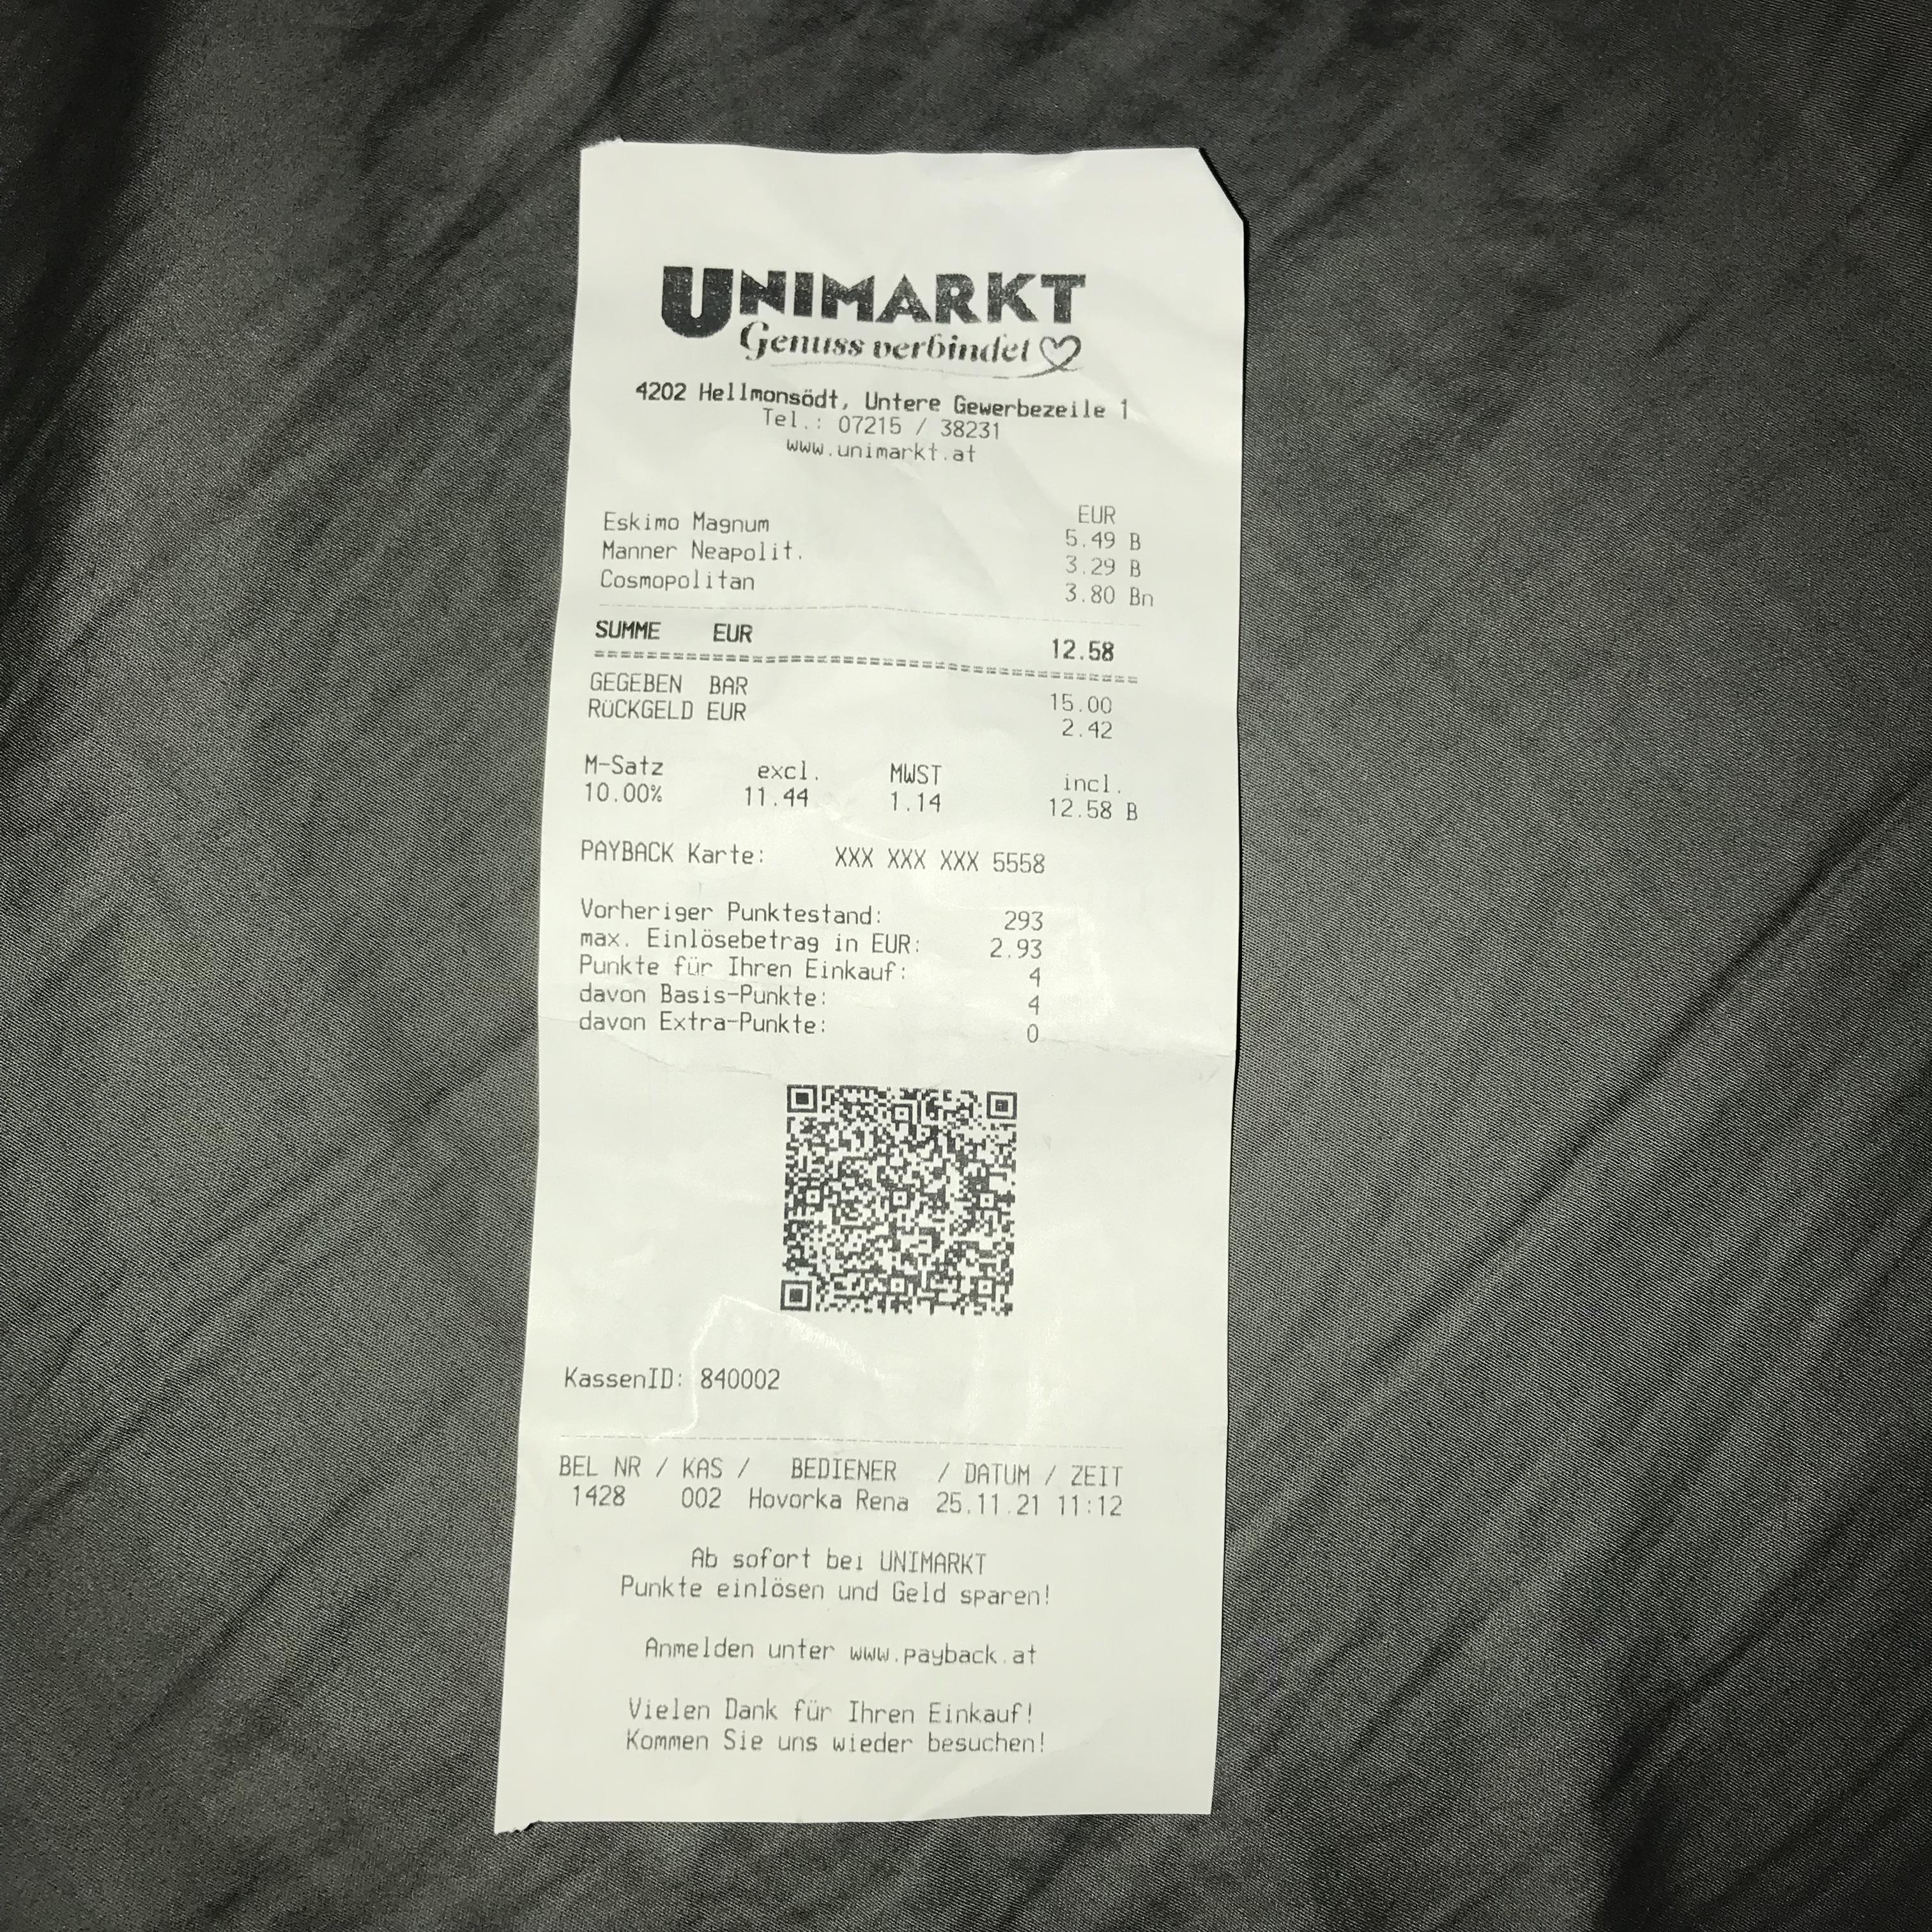 UNIMARKT
Genuss verbindet
4202 Hellmonsödt, Untere Gewerbezeile 1
Tel.: 07215 / 38231
www.unimarkt.at
EUR
Eskimo Magnum 5.49 B
Manner Neapolit. 3.29 B
Cosmopolitan 3.80 Bn
SUMME EUR 12.58
GEGEBEN BAR 15.00
RÜCKGELD EUR 2.42
M-Satz excl. MWST incl.
10.00% 11.44 1.14 12.58 B
PAYBACK Karte: XXX XXX XXX 5558
Vorheriger Punktestand: 293
max. Einlösebetrag in EUR: 2.93
Punkte für Ihren Einkauf: 4
davon Basis-Punkte: 4
davon Extra-Punkte: 0
KassenID: 840002
BEL NR / KAS / BEDIENER / DATUM / ZEIT
1428 002 Hovorka Rena 25.11.21 11:12
Ab sofort bei UNIMARKT
Punkte einlösen und Geld sparen!
Anmelden unter www.payback.at
Vielen Dank für Ihren Einkauf!
Kommen Sie uns wieder besuchen!